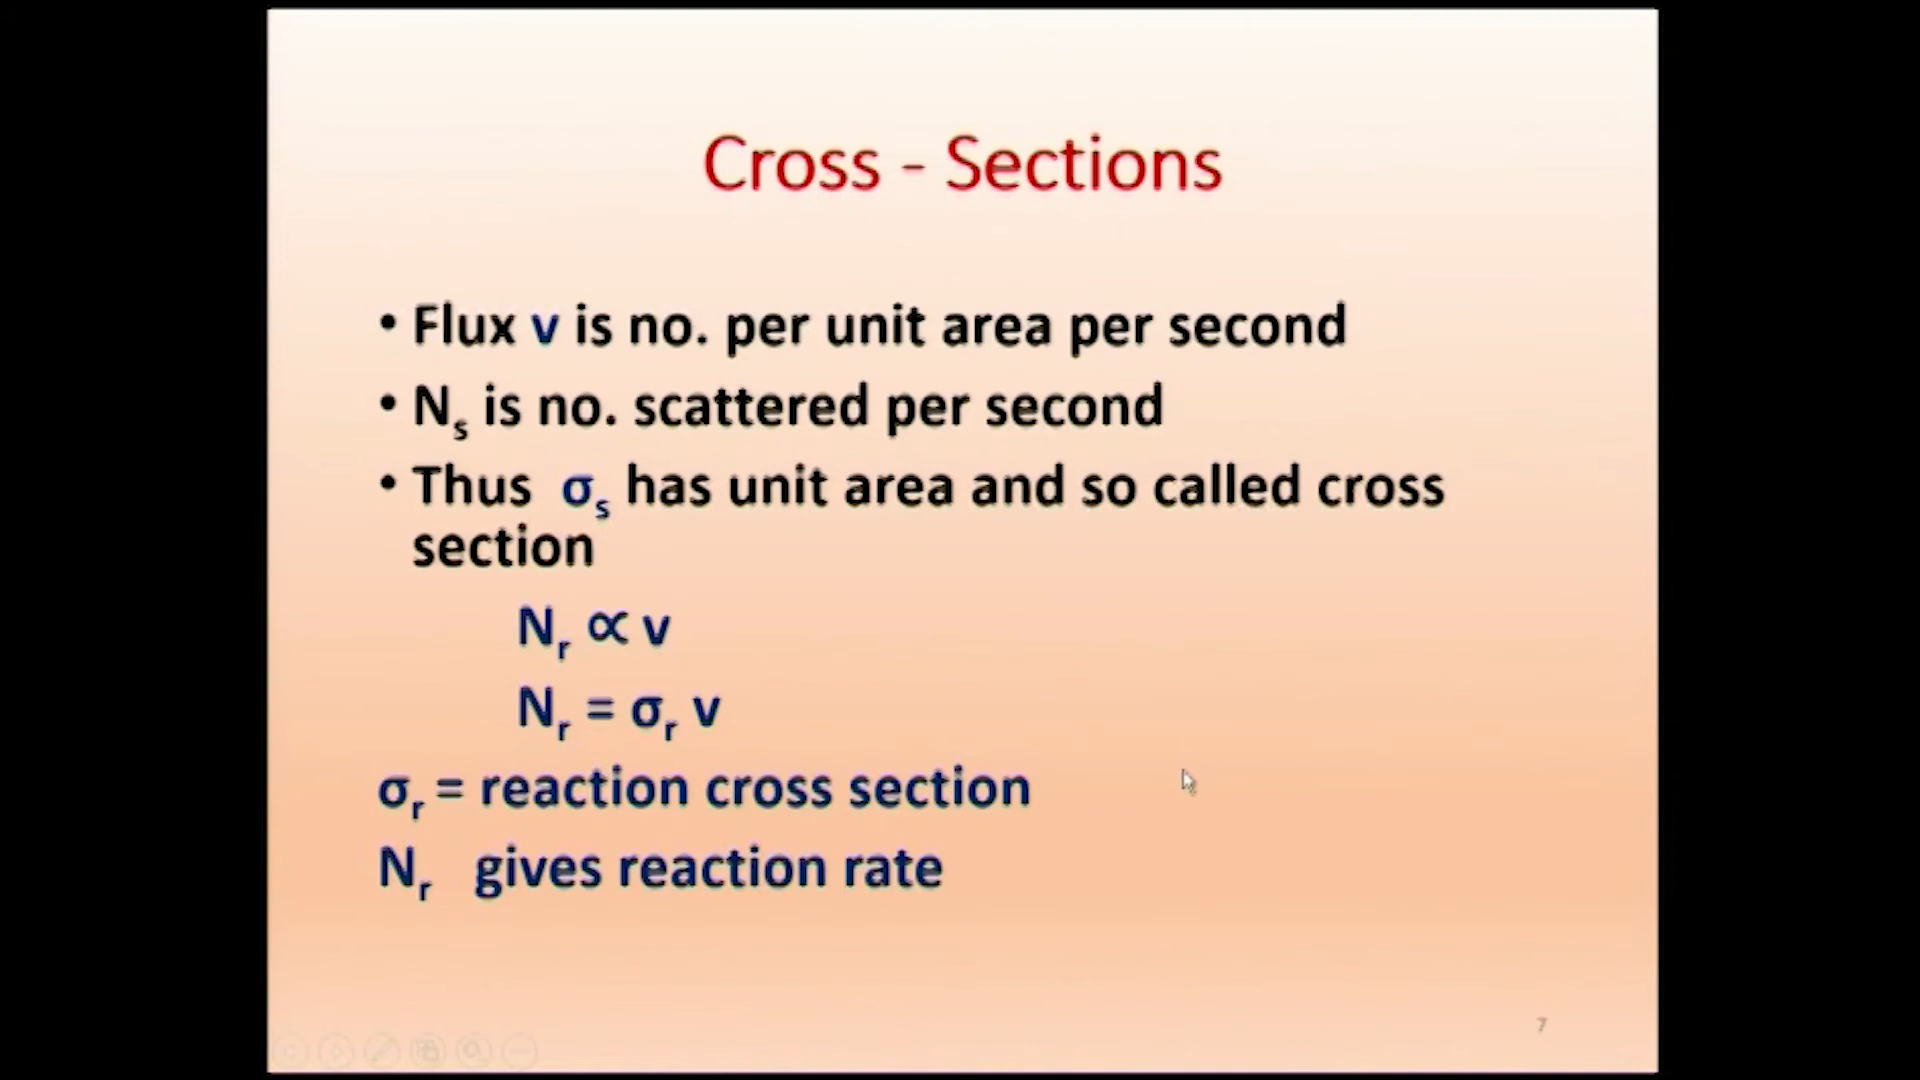 Cross - Sections
• Flux v is no. per unit area per second
• Nₛ is no. scattered per second
• Thus σₛ has unit area and so called cross
section
Nᵣ ∝ v
Nᵣ = σᵣ v
σᵣ = reaction cross section
Nᵣ gives reaction rate
7